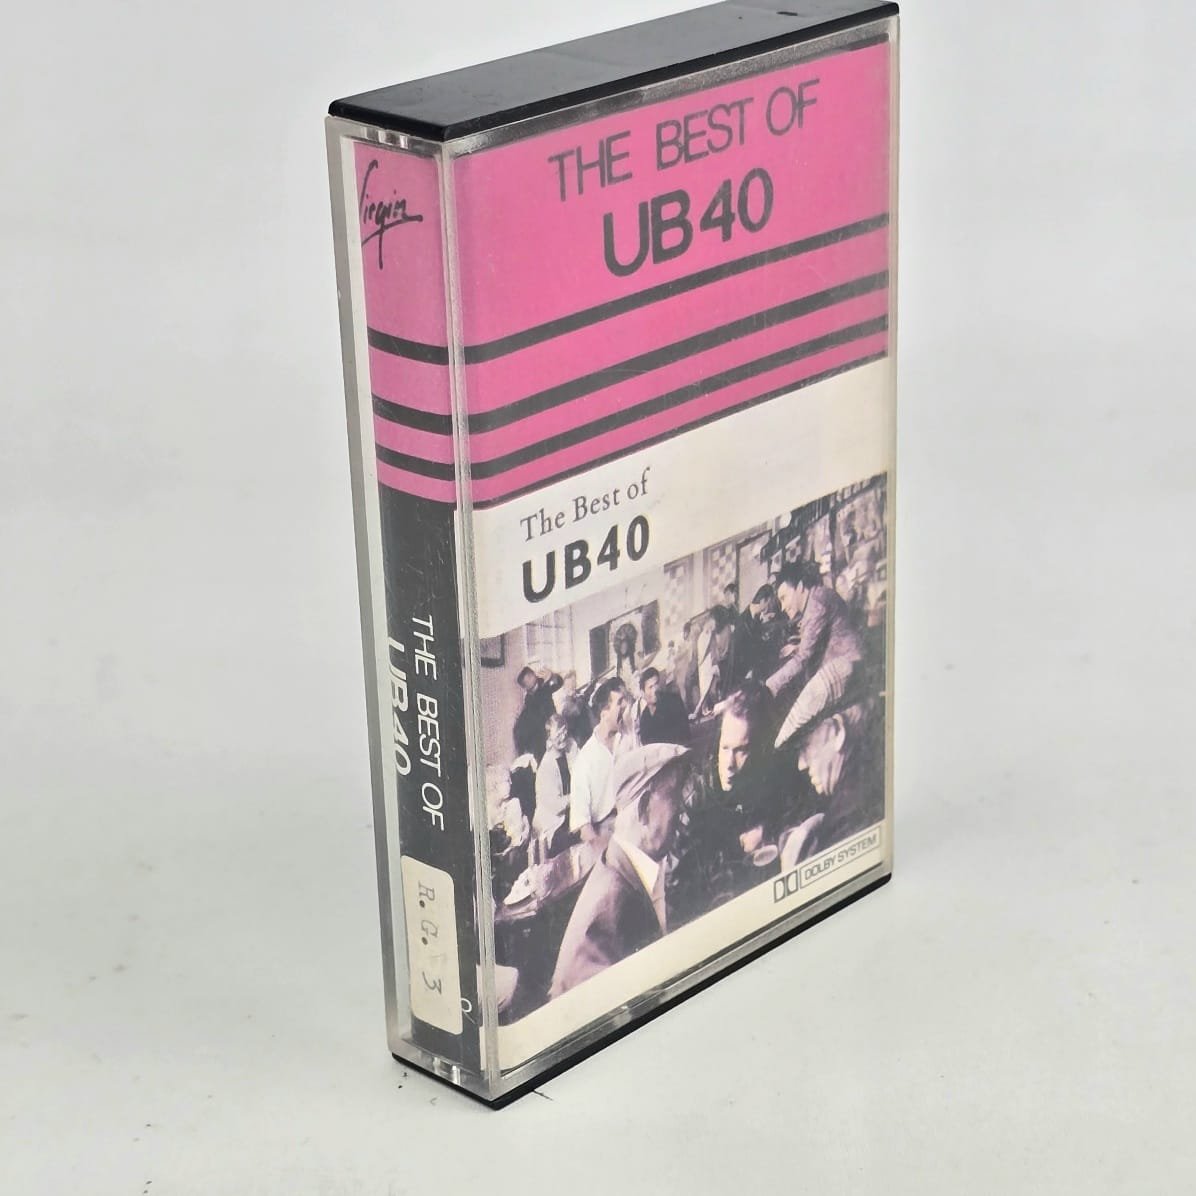 Virgin
THE BEST OF
UB40
R.G. 3
THE BEST OF
UB40
The Best of
UB40
DOLBY SYSTEM